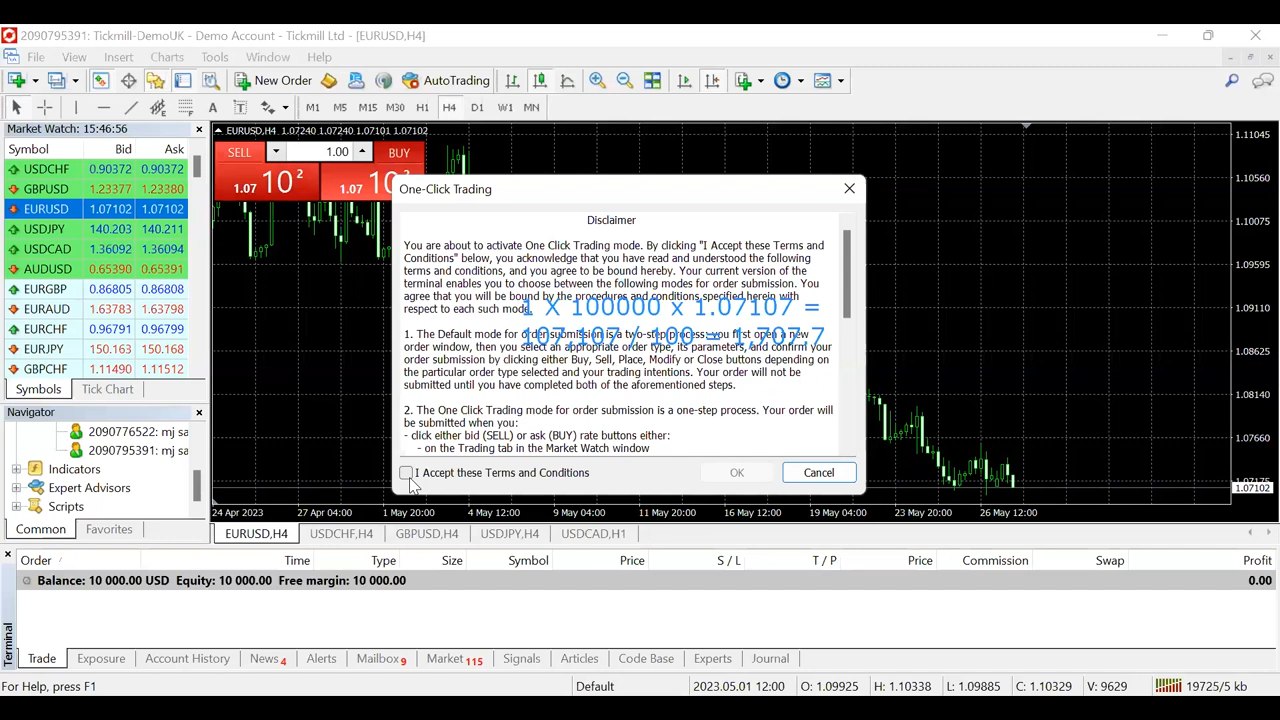 2090795391: Tickmill-DemoUK - Demo Account - Tickmill Ltd - [EURUSD,H4]
File View Insert Charts Tools Window Help
New Order AutoTrading
A T M1 M5 M15 M30 H1 H4 D1 W1 MN
Market Watch: 15:46:56
Symbol Bid Ask
USDCHF 0.90372 0.90372
GBPUSD 1.23377 1.23380
EURUSD 1.07102 1.07102
USDJPY 140.203 140.211
USDCAD 1.36092 1.36094
AUDUSD 0.65390 0.65391
EURGBP 0.86805 0.86808
EURAUD 1.63783 1.63798
EURCHF 0.96791 0.96799
EURJPY 150.163 150.168
GBPCHF 1.11490 1.11512
Symbols Tick Chart
Navigator
2090776522: mj sa
2090795391: mj sa
Indicators
Expert Advisors
Scripts
Common Favorites
EURUSD,H4 1.07240 1.07240 1.07101 1.07102
SELL 1.00 BUY
1.07 10 2 1.07 10
One-Click Trading
Disclaimer
You are about to activate One Click Trading mode. By clicking "I Accept these Terms and
Conditions" below, you acknowledge that you have read and understood the following
terms and conditions, and you agree to be bound hereby. Your current version of the
terminal enables you to choose between the following modes for order submission. You
agree that you will be bound by the procedures and conditions specified herein with
respect to each such mode.
1 X 100000 x 1.07107 =
107,107 / 100 = 1,707.7
1. The Default mode for order submission is a two-step process: you first open a new
order window, then you select an appropriate order type, its parameters, and confirm your
order submission by clicking either Buy, Sell, Place, Modify or Close buttons depending on
the particular order type selected and your trading intentions. Your order will not be
submitted until you have completed both of the aforementioned steps.
2. The One Click Trading mode for order submission is a one-step process. Your order will
be submitted when you:
- click either bid (SELL) or ask (BUY) rate buttons either:
- on the Trading tab in the Market Watch window
I Accept these Terms and Conditions OK Cancel
1.11045
1.10560
1.10075
1.09595
1.09110
1.08625
1.08140
1.07660
1.07175
1.07102
24 Apr 2023 27 Apr 04:00 1 May 20:00 4 May 12:00 9 May 04:00 11 May 20:00 16 May 12:00 19 May 04:00 23 May 20:00 26 May 12:00
EURUSD,H4 USDCHF,H4 GBPUSD,H4 USDJPY,H4 USDCAD,H1
Order Time Type Size Symbol Price S / L T / P Price Commission Swap Profit
Balance: 10 000.00 USD Equity: 10 000.00 Free margin: 10 000.00 0.00
Terminal
Trade Exposure Account History News 4 Alerts Mailbox 9 Market 115 Signals Articles Code Base Experts Journal
For Help, press F1 Default 2023.05.01 12:00 O: 1.09925 H: 1.10338 L: 1.09885 C: 1.10329 V: 9629 19725/5 kb